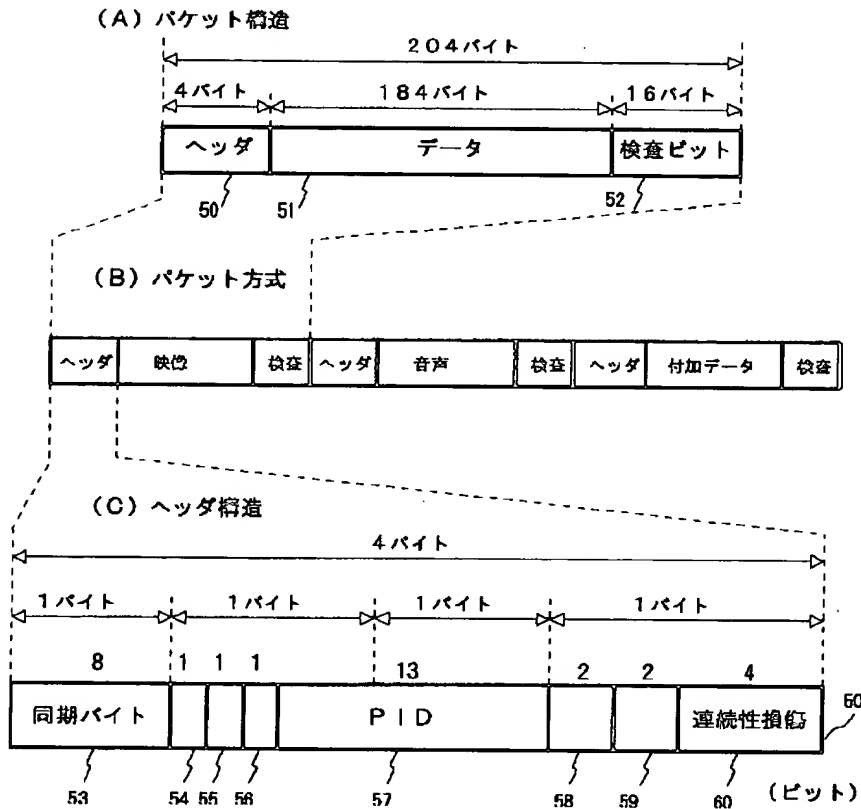 (A) パケット構造
204バイト
4バイト 184バイト 16バイト
ヘッダ データ 検査ビット
50 51 52
(B) パケット方式
ヘッダ 映像 検査 ヘッダ 音声 検査 ヘッダ 付加データ 検査
(C) ヘッダ構造
4バイト
1バイト 1バイト 1バイト 1バイト
8 1 1 1 13 2 2 4
同期バイト PID 連続性損傷 50
53 54 55 56 57 58 59 60 (ビット)